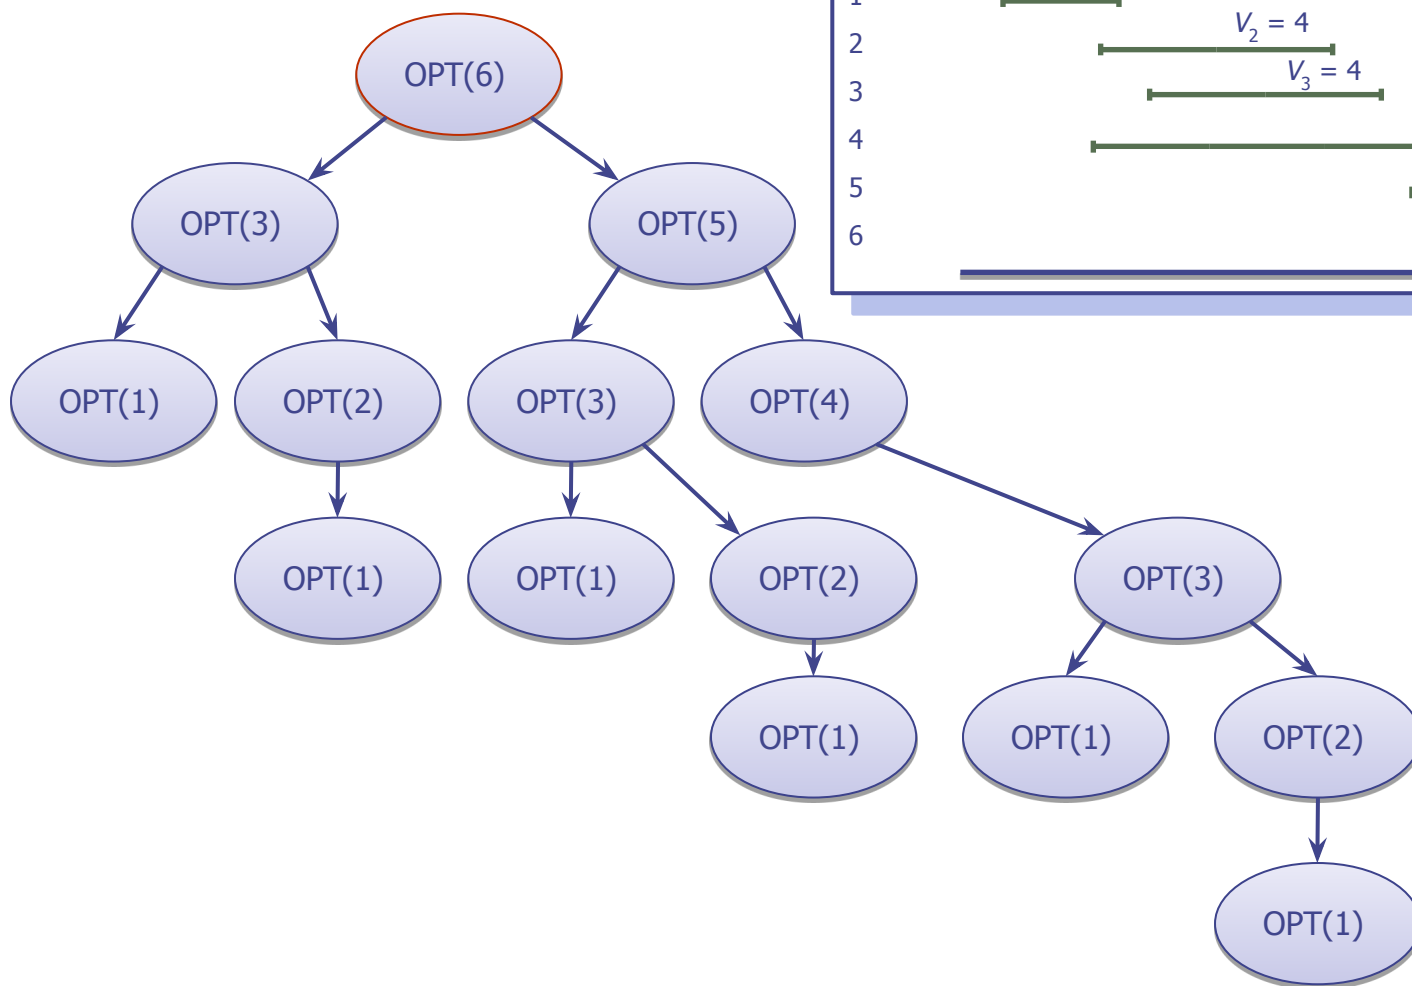 1
V2 = 4
2
V3 = 4
3
4
5
6
OPT(6)
OPT(3) OPT(5)
OPT(1) OPT(2) OPT(3) OPT(4)
OPT(1) OPT(1) OPT(2) OPT(3)
OPT(1) OPT(1) OPT(2)
OPT(1)